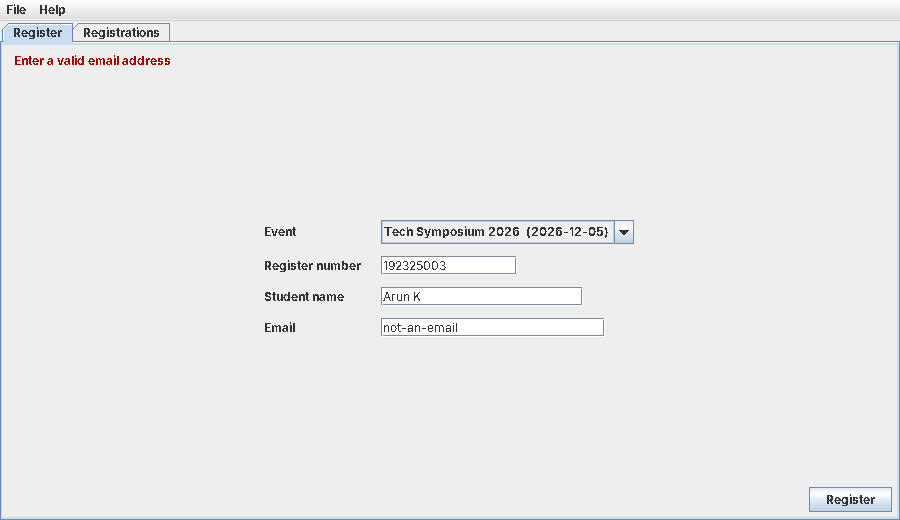 File Help
Register Registrations
Enter a valid email address
Event Tech Symposium 2026 (2026-12-05)
Register number 192325003
Student name Arun K
Email not-an-email
Register